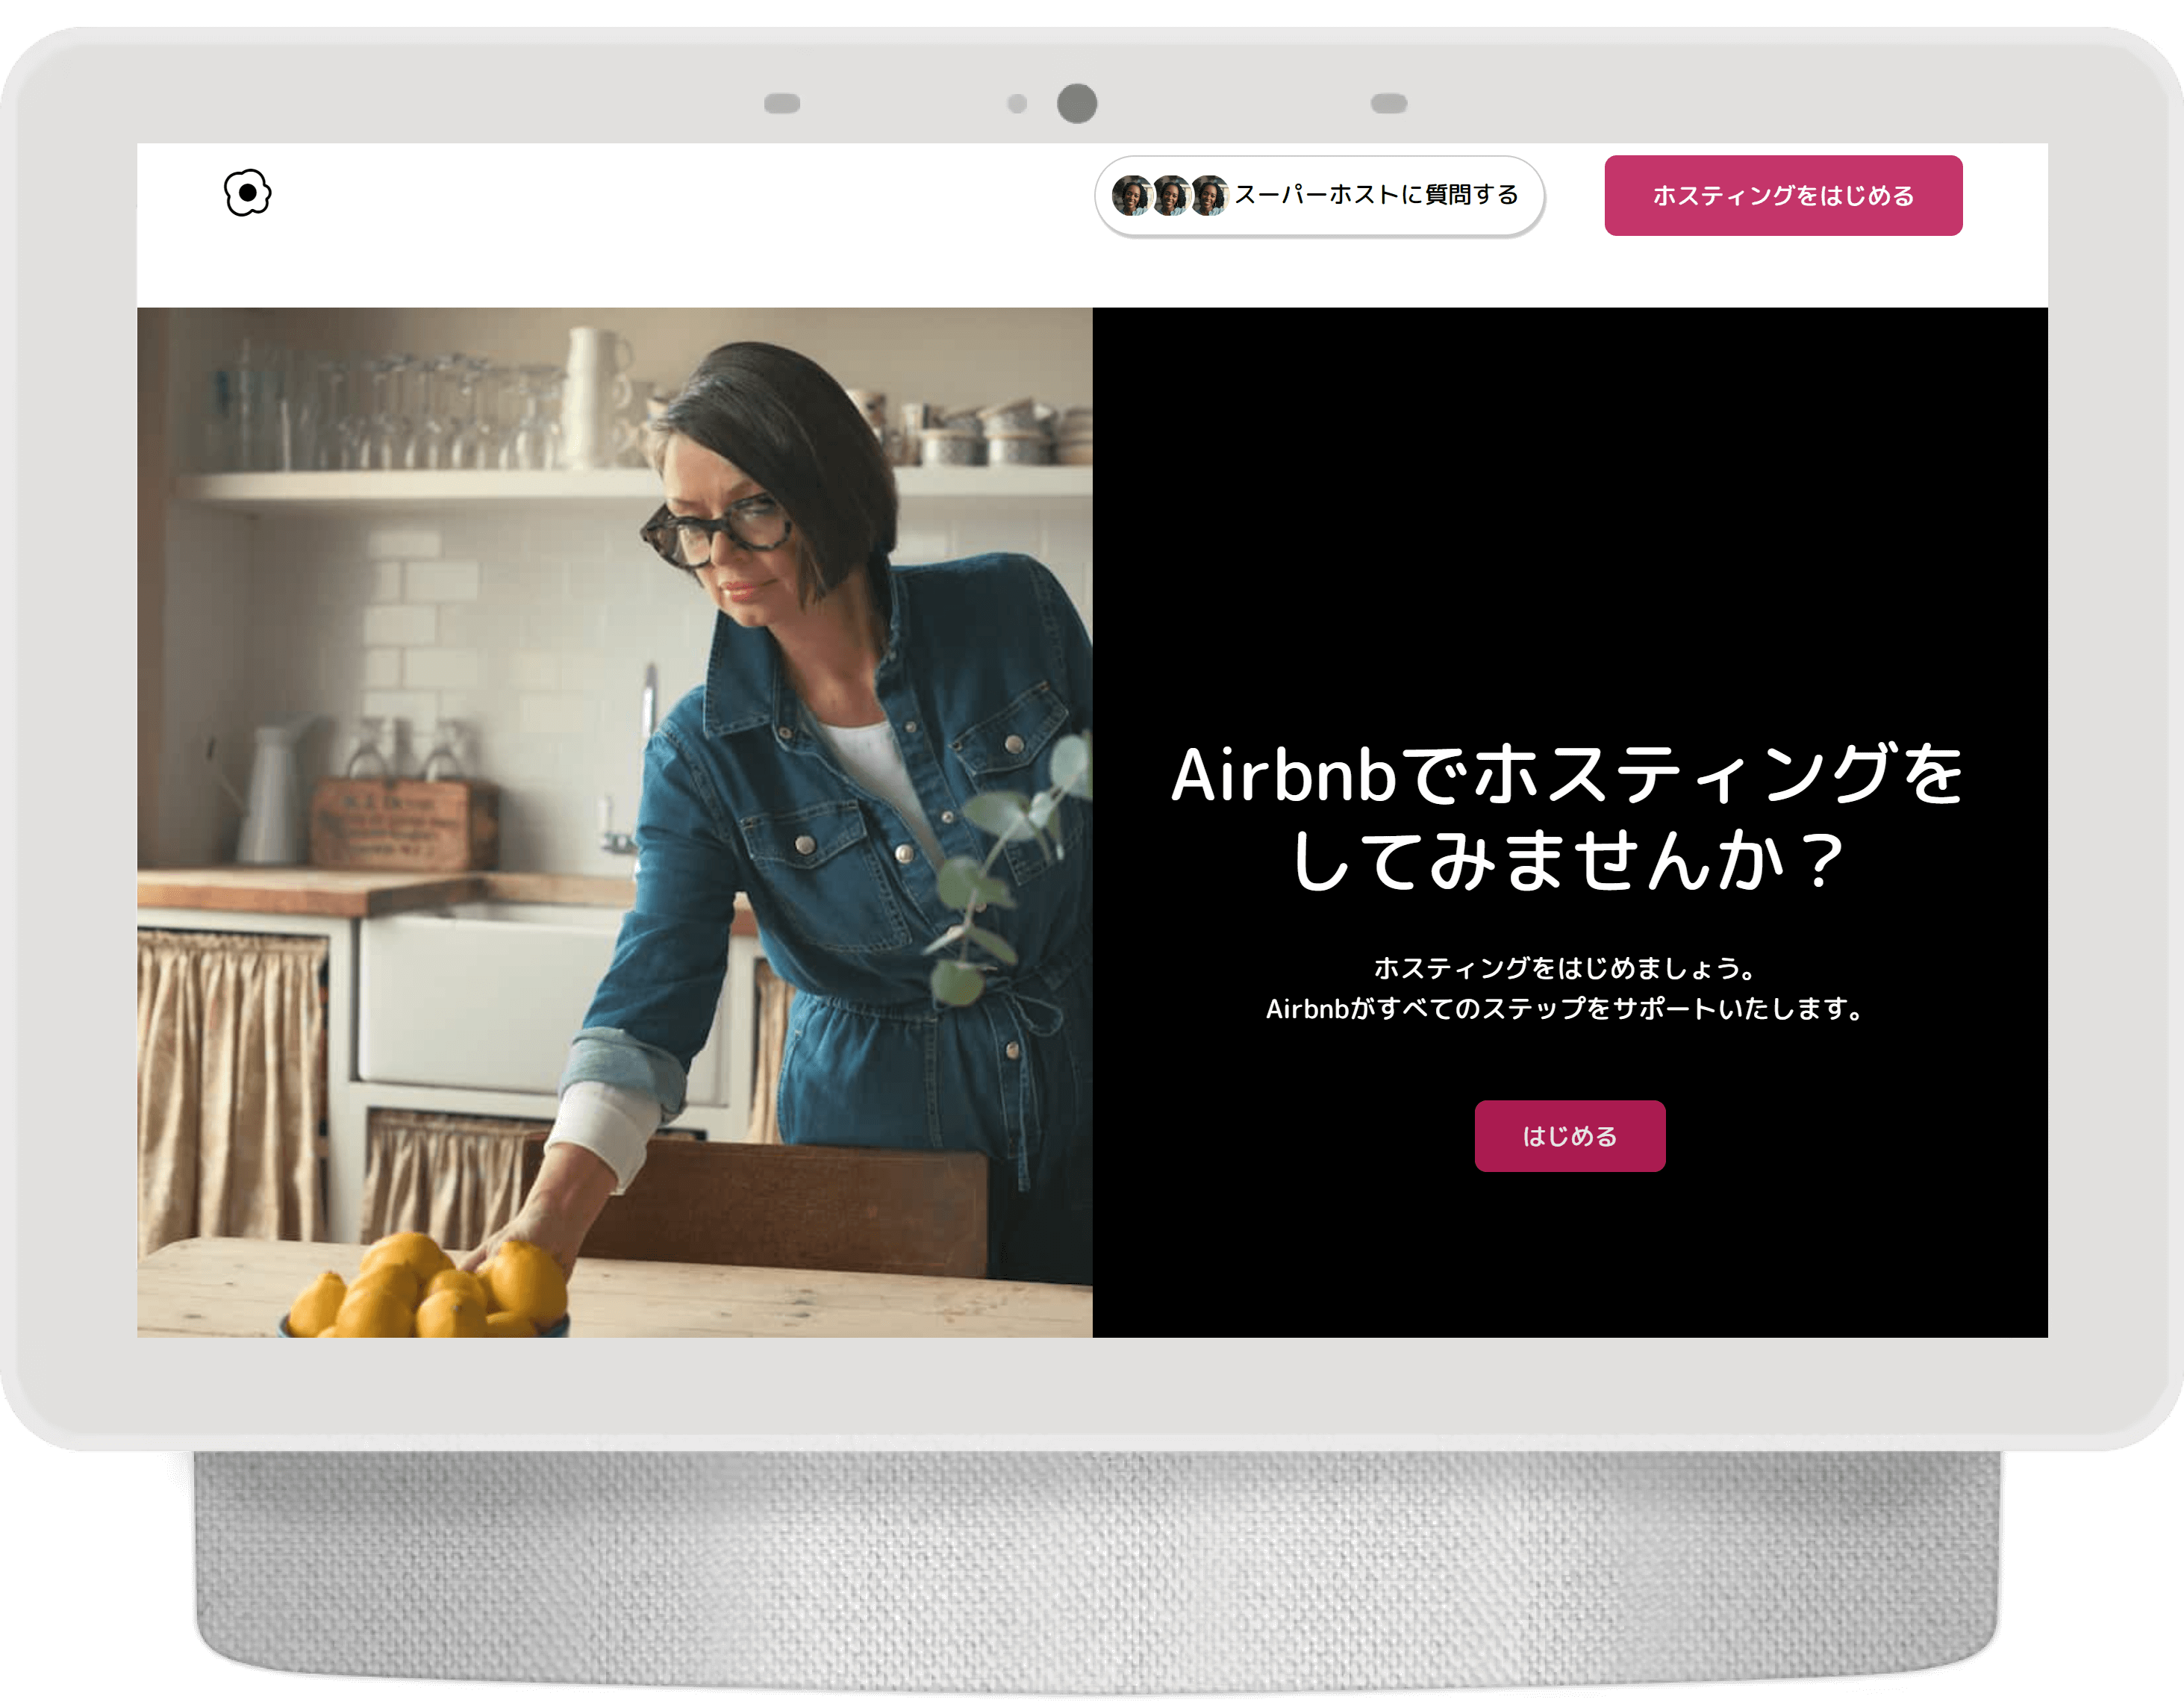 スーパーホストに質問する
ホスティングをはじめる
Airbnbでホスティングを
してみませんか？
ホスティングをはじめましょう。
Airbnbがすべてのステップをサポートいたします。
はじめる